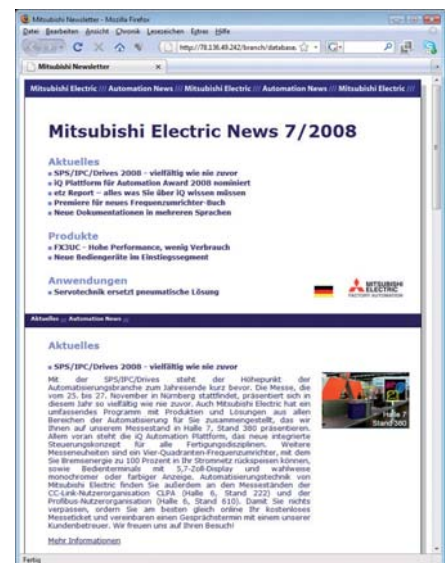 Mitsubishi Newsletter - Mozilla Firefox
Datei Bearbeiten Ansicht Chronik Lesezeichen Extras Hilfe
http://78.136.49.242/branch/database.
Mitsubishi Newsletter
Mitsubishi Electric /// Automation News /// Mitsubishi Electric /// Automation News /// Mitsubishi Electric ///
Mitsubishi Electric News 7/2008
Aktuelles
SPS/IPC/Drives 2008 - vielfältig wie nie zuvor
iQ Plattform für Automation Award 2008 nominiert
etz Report – alles was Sie über iQ wissen müssen
Premiere für neues Frequenzumrichter-Buch
Neue Dokumentationen in mehreren Sprachen
Produkte
FX3UC - Hohe Performance, wenig Verbrauch
Neue Bediengeräte im Einstiegssegment
Anwendungen
Servotechnik ersetzt pneumatische Lösung
MITSUBISHI
ELECTRIC
FACTORY AUTOMATION
Aktuelles /// Automation News ///
Aktuelles
SPS/IPC/Drives 2008 - vielfältig wie nie zuvor
Mit der SPS/IPC/Drives steht der Höhepunkt der
Automatisierungsbranche zum Jahresende kurz bevor. Die Messe, die
vom 25. bis 27. November in Nürnberg stattfindet, präsentiert sich in
diesem Jahr so vielfältig wie nie zuvor. Auch Mitsubishi Electric hat ein
umfassendes Programm mit Produkten und Lösungen aus allen
Bereichen der Automatisierung für Sie zusammengestellt, das wir
Ihnen auf unserem Messestand in Halle 7, Stand 380 präsentieren.
Allem voran steht die iQ Automation Plattform, das neue integrierte
Steuerungskonzept für alle Fertigungsdisziplinen. Weitere
Messeneuheiten sind ein Vier-Quadranten-Frequenzumrichter, mit dem
Sie Bremsenergie zu 100 Prozent in Ihr Stromnetz rückspeisen können,
sowie Bedienterminals mit 5,7-Zoll-Display und wahlweise
monochromer oder farbiger Anzeige. Automatisierungstechnik von
Mitsubishi Electric finden Sie außerdem an den Messeständen der
CC-Link-Nutzerorganisation CLPA (Halle 6, Stand 222) und der
Profibus-Nutzerorganisation (Halle 6, Stand 610). Damit Sie nichts
verpassen, ordern Sie am besten gleich online Ihr kostenloses
Messeticket und vereinbaren einen Gesprächstermin mit einem unserer
Kundenbetreuer. Wir freuen uns auf Ihren Besuch!
Halle 7
Stand 380
Mehr Informationen
Fertig